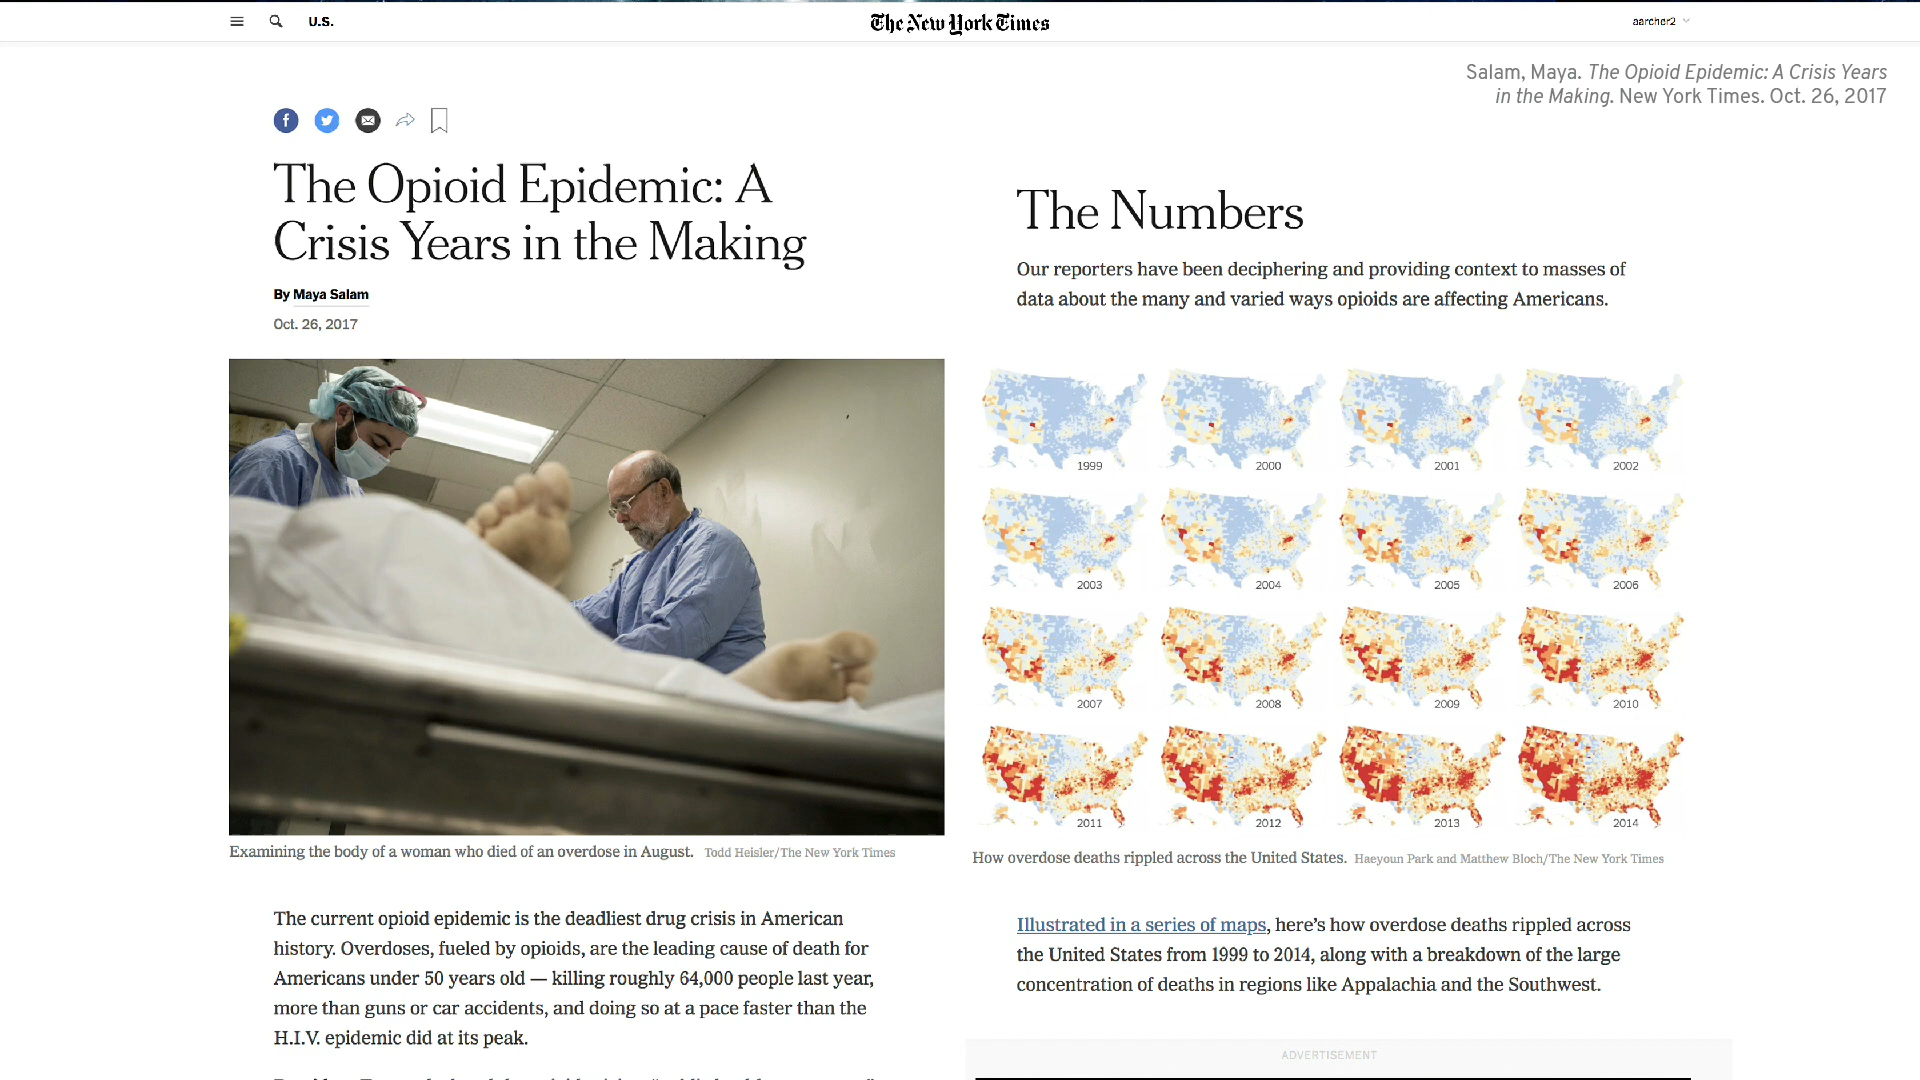 U.S.
The New York Times
aarcher2
Salam, Maya. The Opioid Epidemic: A Crisis Years
in the Making. New York Times. Oct. 26, 2017
The Opioid Epidemic: A
Crisis Years in the Making
By Maya Salam
Oct. 26, 2017
Examining the body of a woman who died of an overdose in August. Todd Heisler/The New York Times
The current opioid epidemic is the deadliest drug crisis in American
history. Overdoses, fueled by opioids, are the leading cause of death for
Americans under 50 years old — killing roughly 64,000 people last year,
more than guns or car accidents, and doing so at a pace faster than the
H.I.V. epidemic did at its peak.
The Numbers
Our reporters have been deciphering and providing context to masses of
data about the many and varied ways opioids are affecting Americans.
1999 2000 2001 2002
2003 2004 2005 2006
2007 2008 2009 2010
2011 2012 2013 2014
How overdose deaths rippled across the United States. Haeyoun Park and Matthew Bloch/The New York Times
Illustrated in a series of maps, here's how overdose deaths rippled across
the United States from 1999 to 2014, along with a breakdown of the large
concentration of deaths in regions like Appalachia and the Southwest.
ADVERTISEMENT